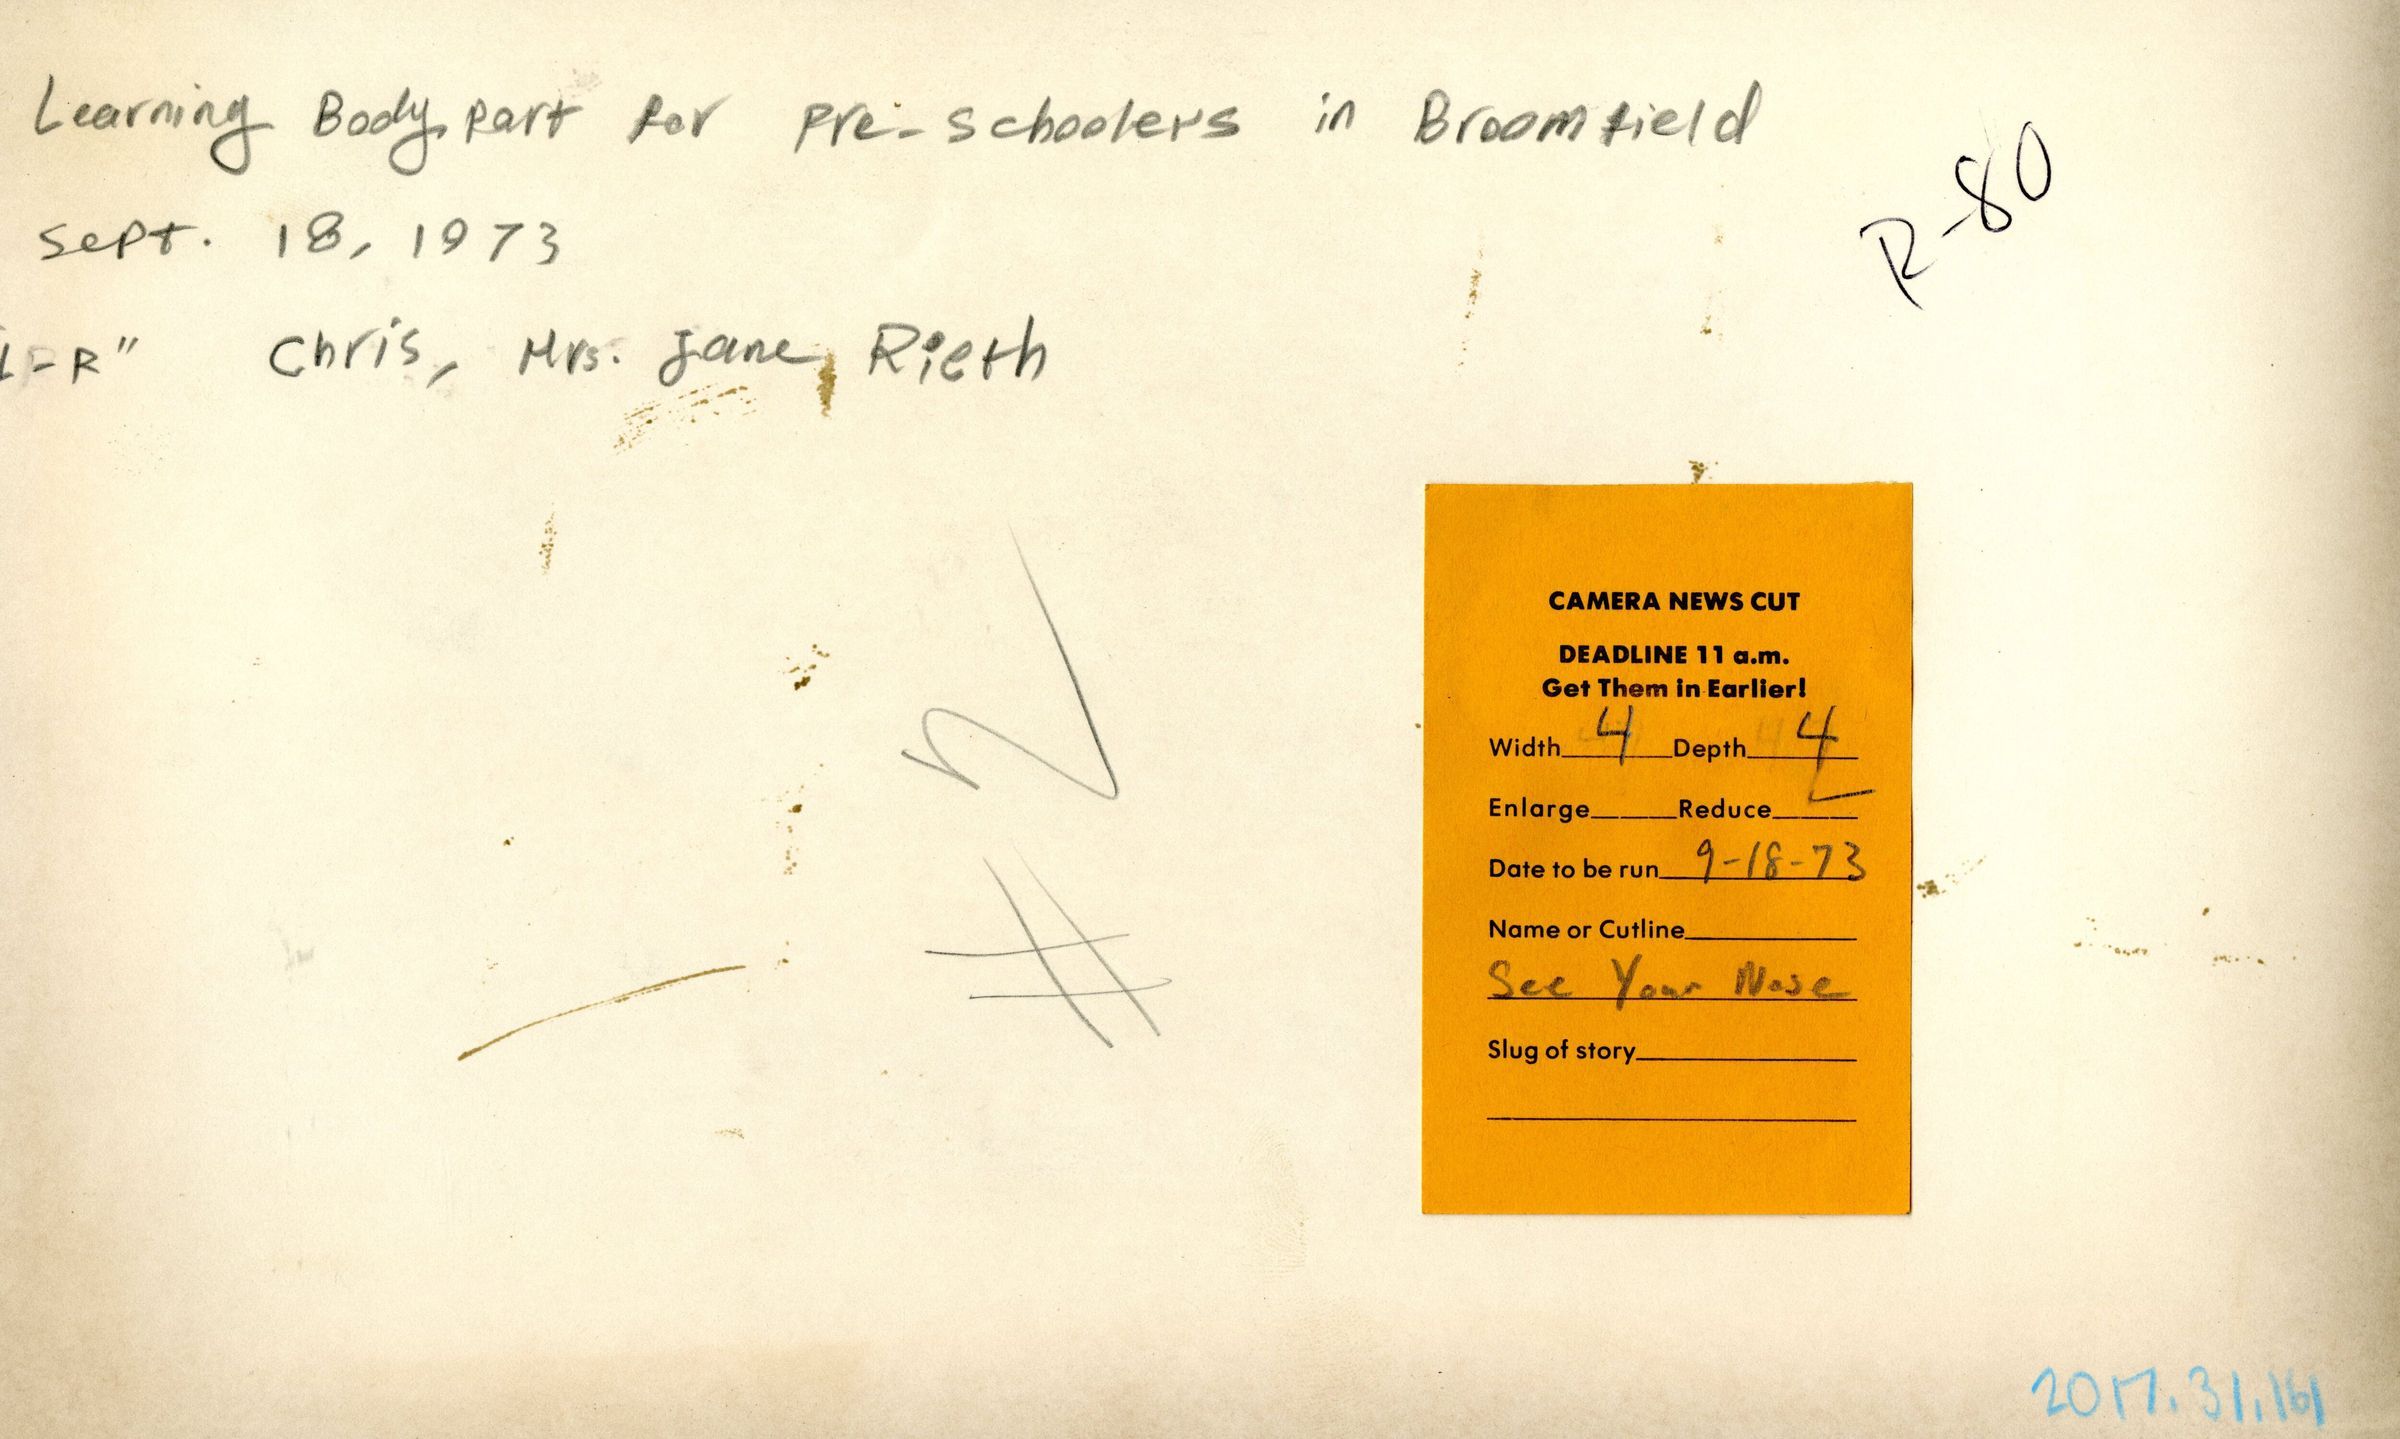 Learning Body part for pre-schoolers in Broomfield
Sept. 18, 1973
L-R" Chris, Mrs. Jane Rieth
R-80
#2
CAMERA NEWS CUT
DEADLINE 11 a.m.
Get Them in Earlier!
Width 4 Depth 4
Enlarge Reduce
Date to be run 9-18-73
Name or Cutline
See Your Nose
Slug of story
2017.31.161